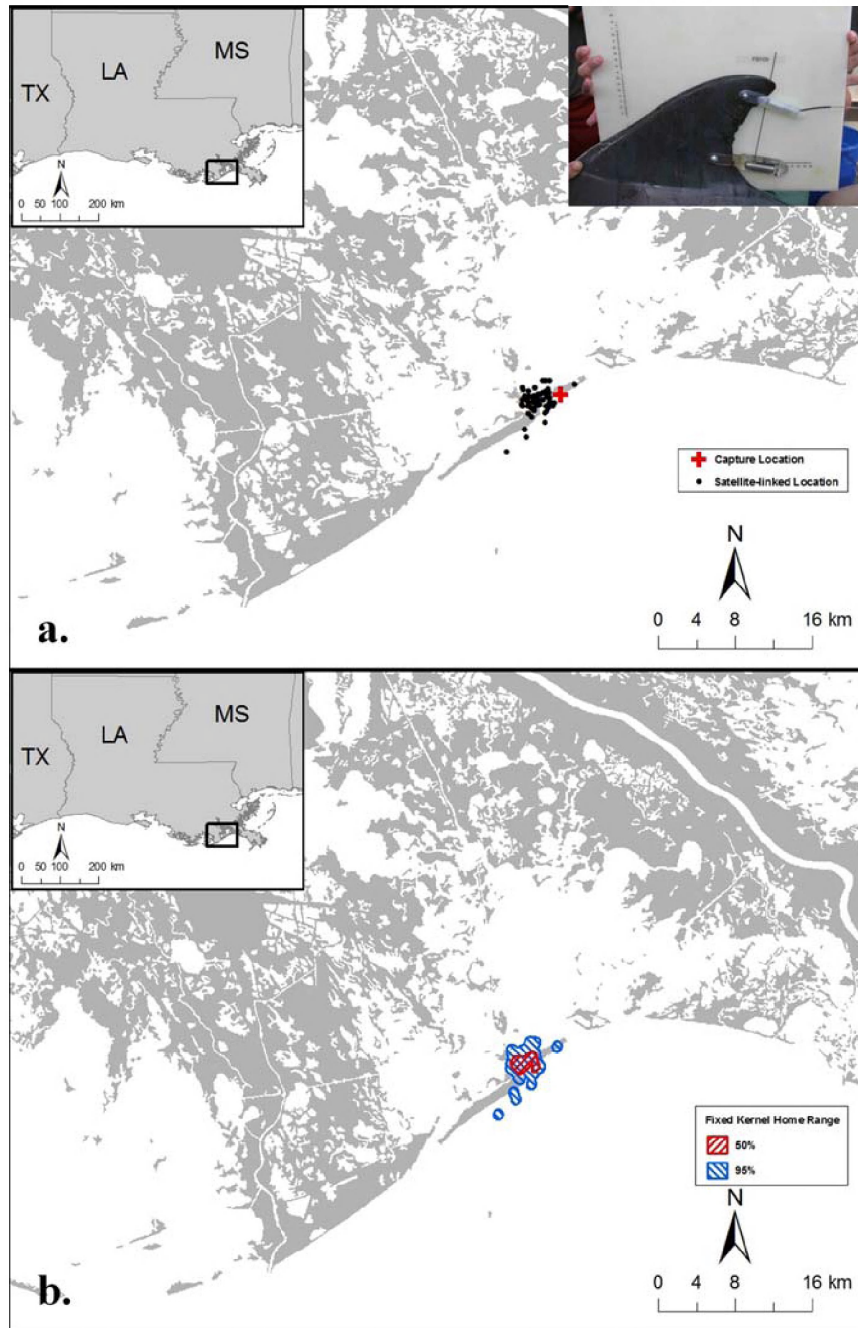 TX
LA
MS
N
0 50 100 200 km
Capture Location
Satellite-linked Location
N
0 4 8 16 km
a.
TX
LA
MS
N
0 50 100 200 km
Fixed Kernel Home Range
50%
95%
N
0 4 8 16 km
b.